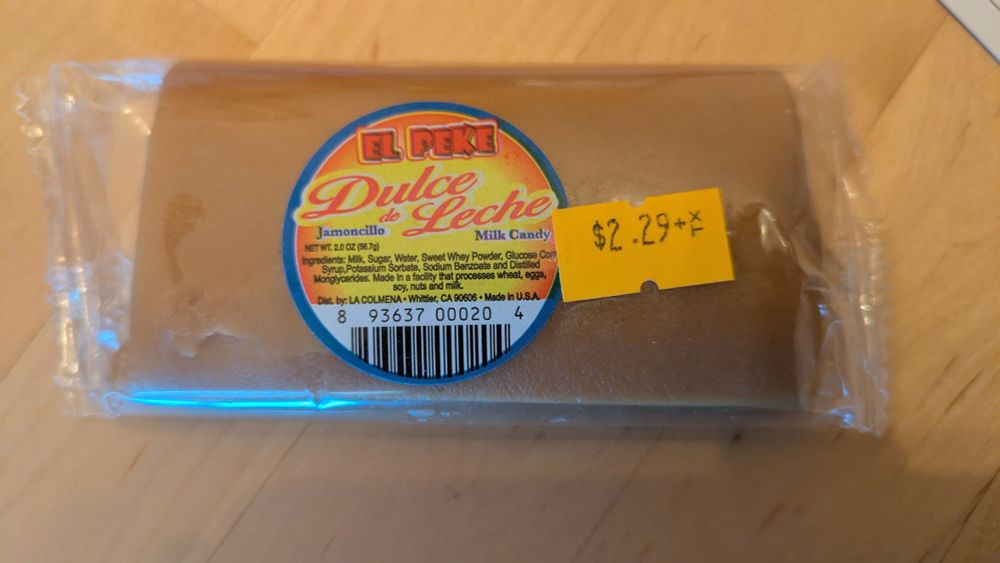 EL PEKE
Dulce
de Leche
Jamoncillo Milk Candy
NET WT. 2.0 OZ (56.7g)
Ingredients: Milk, Sugar, Water, Sweet Whey Powder, Glucose Corn
Syrup,Potassium Sorbate, Sodium Benzoate and Distilled
Monglycerides. Made in a facility that processes wheat, eggs,
soy, nuts and milk.
Dist. by: LA COLMENA • Whittier, CA 90606 • Made in U.S.A.
8 93637 00020 4
$2.29+